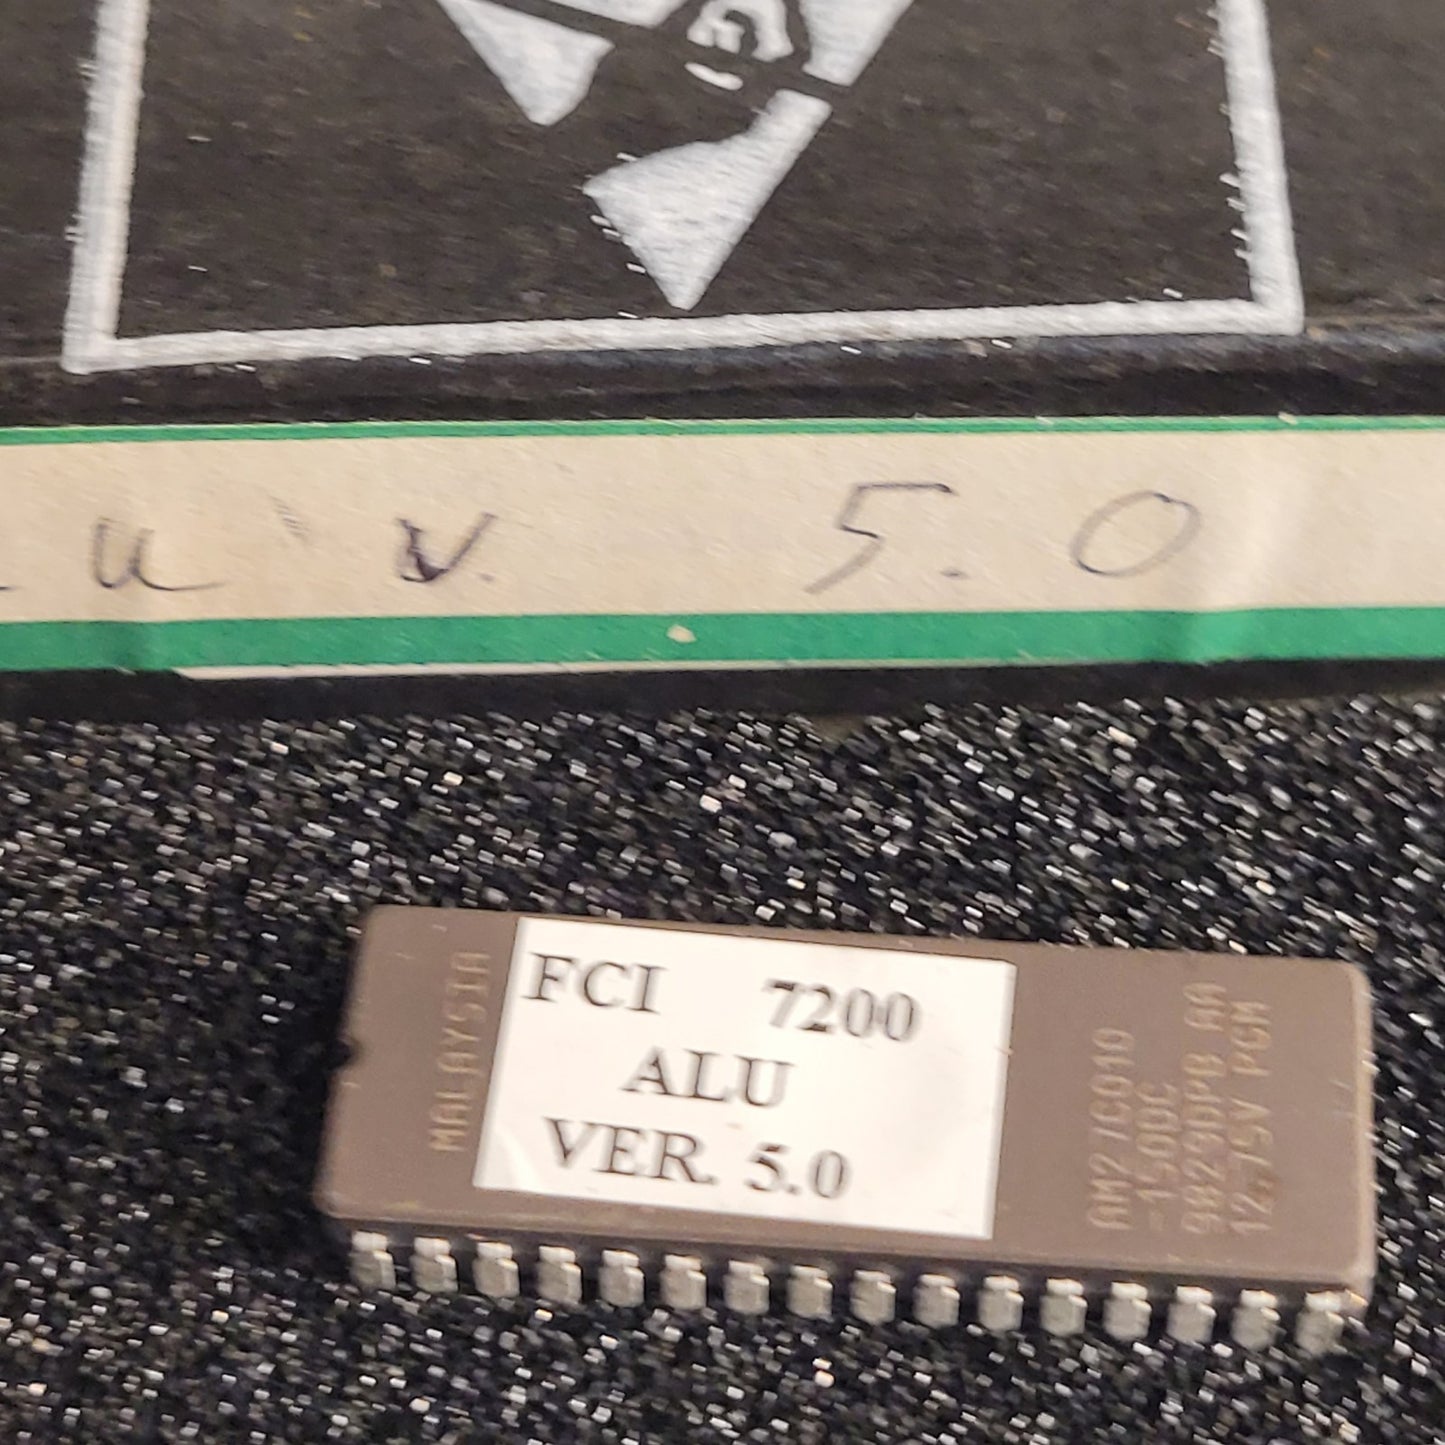 u v. 5.0
FCI 7200
ALU
VER. 5.0
MALAYSIA
AM27C010
-150DC
9829DPB AA
12.75V PGM